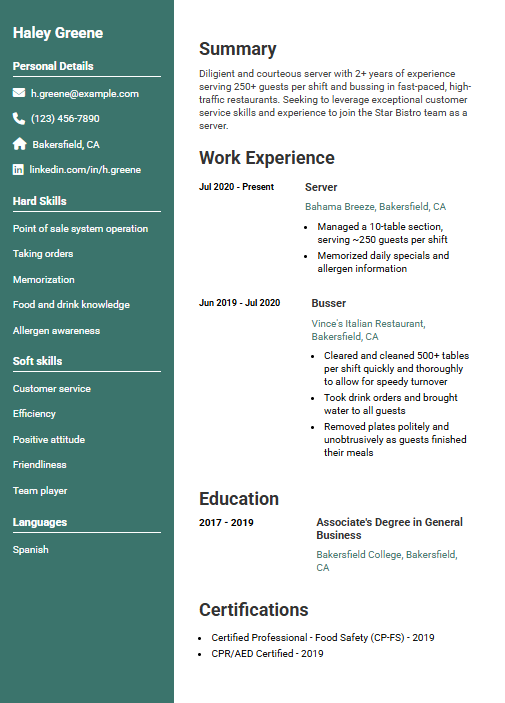 Haley Greene
Personal Details
h.greene@example.com
(123) 456-7890
Bakersfield, CA
linkedin.com/in/h.greene
Hard Skills
Point of sale system operation
Taking orders
Memorization
Food and drink knowledge
Allergen awareness
Soft skills
Customer service
Efficiency
Positive attitude
Friendliness
Team player
Languages
Spanish
Summary
Diligient and courteous server with 2+ years of experience
serving 250+ guests per shift and bussing in fast-paced, high-
traffic restaurants. Seeking to leverage exceptional customer
service skills and experience to join the Star Bistro team as a
server.
Work Experience
Jul 2020 - Present
Server
Bahama Breeze, Bakersfield, CA
• Managed a 10-table section,
serving ~250 guests per shift
• Memorized daily specials and
allergen information
Jun 2019 - Jul 2020
Busser
Vince's Italian Restaurant,
Bakersfield, CA
• Cleared and cleaned 500+ tables
per shift quickly and thoroughly
to allow for speedy turnover
• Took drink orders and brought
water to all guests
• Removed plates politely and
unobtrusively as guests finished
their meals
Education
2017 - 2019
Associate's Degree in General
Business
Bakersfield College, Bakersfield,
CA
Certifications
• Certified Professional - Food Safety (CP-FS) - 2019
• CPR/AED Certified - 2019